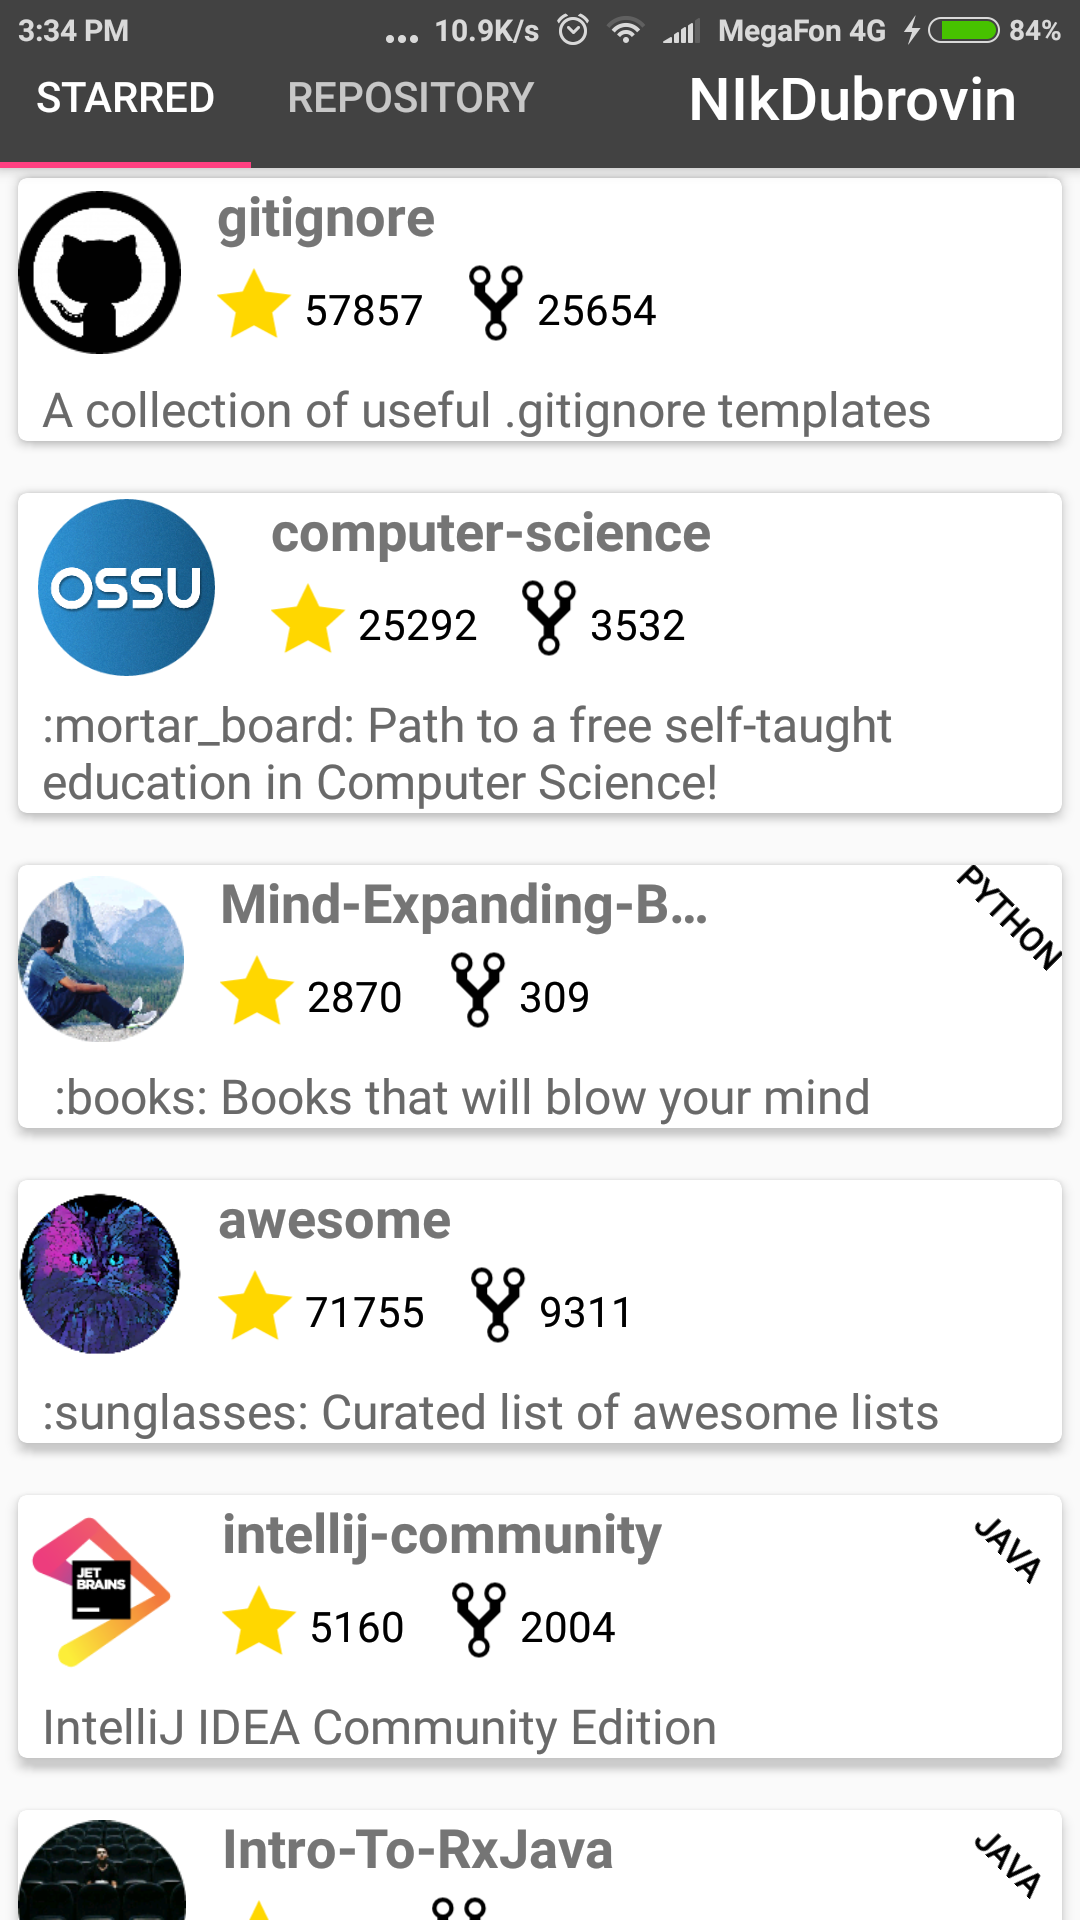 3:34 PM
... 10.9K/s
MegaFon 4G
84%
STARRED
REPOSITORY
NIkDubrovin
gitignore
57857
25654
A collection of useful .gitignore templates
OSSU
computer-science
25292
3532
:mortar_board: Path to a free self-taught
education in Computer Science!
Mind-Expanding-B...
PYTHON
2870
309
:books: Books that will blow your mind
awesome
71755
9311
:sunglasses: Curated list of awesome lists
JET
BRAINS
intellij-community
JAVA
5160
2004
IntelliJ IDEA Community Edition
Intro-To-RxJava
JAVA